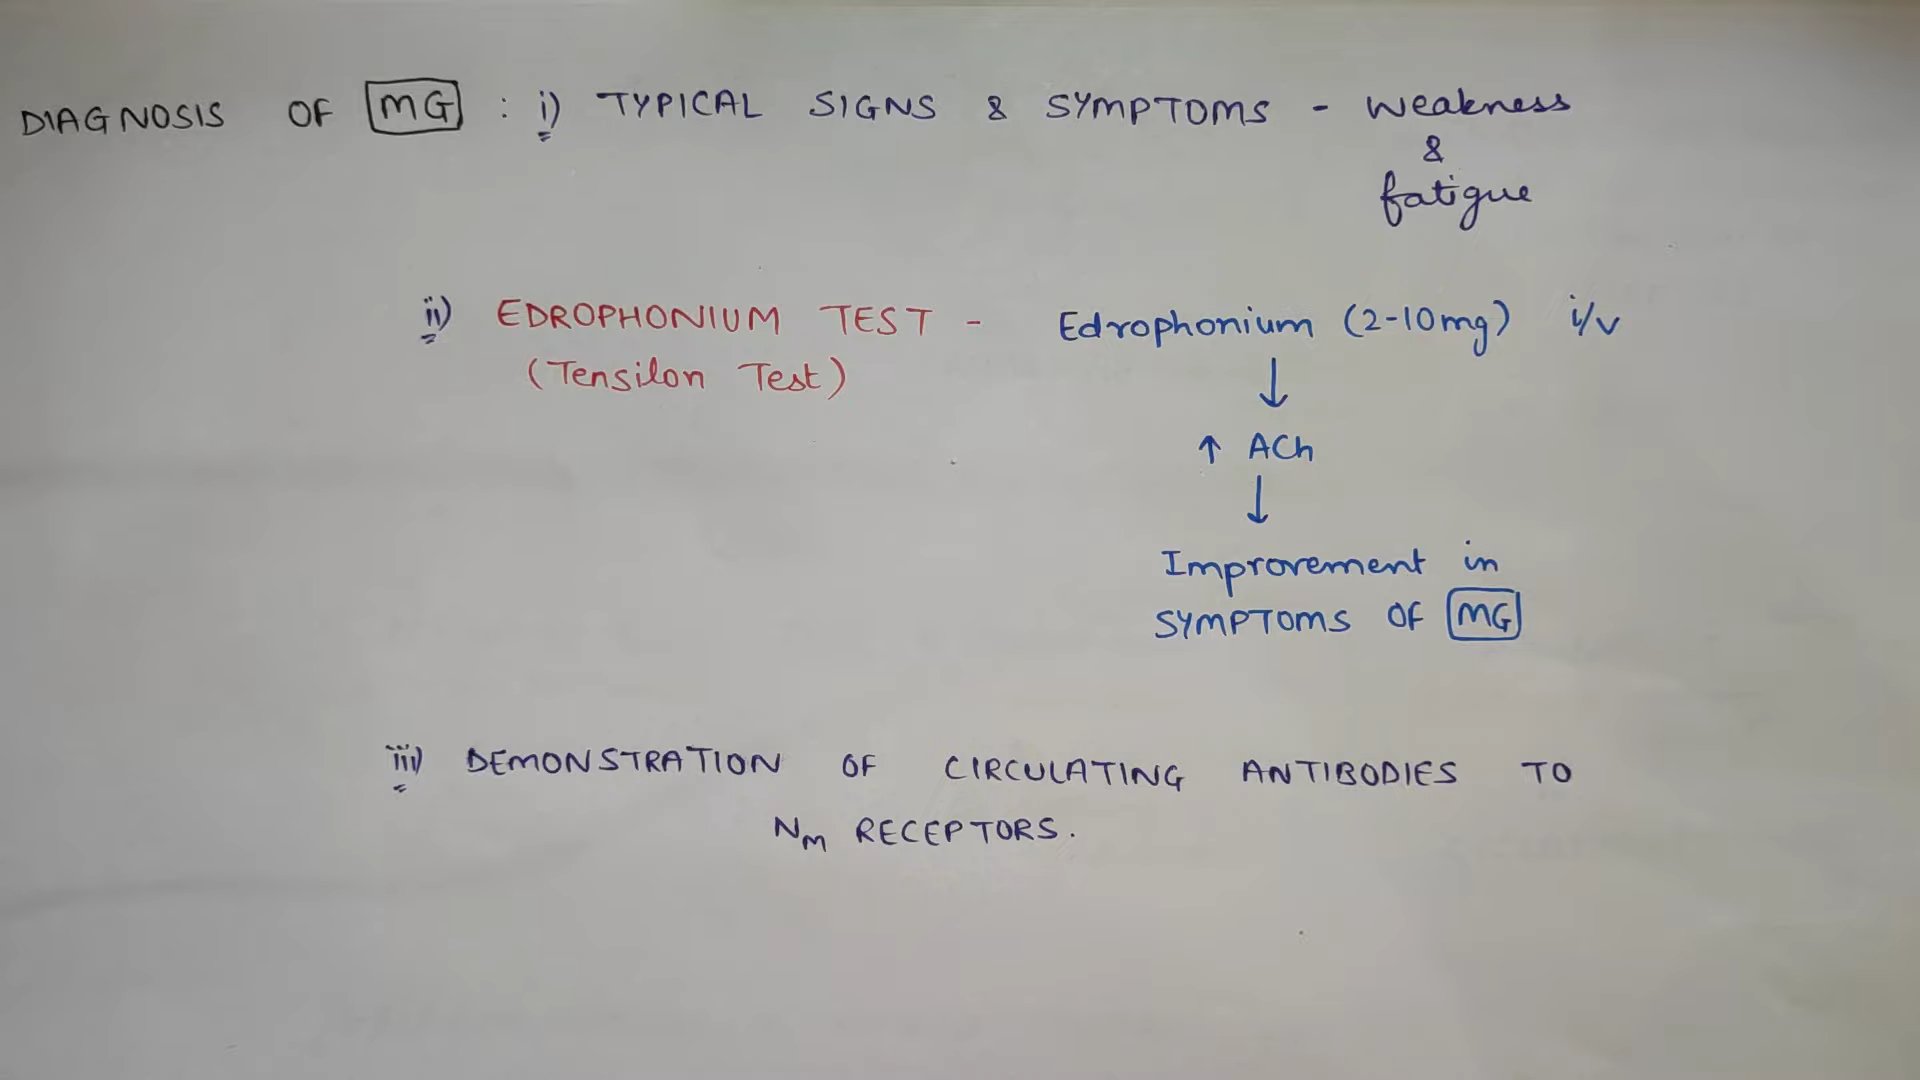 DIAGNOSIS OF MG : i) TYPICAL SIGNS & SYMPTOMS - Weakness
&
fatigue
ii) EDROPHONIUM TEST - Edrophonium (2-10mg) i/v
(Tensilon Test)
↓
↑ ACh
↓
Improvement in
SYMPTOMS OF MG
iii) DEMONSTRATION OF CIRCULATING ANTIBODIES TO
NM RECEPTORS.